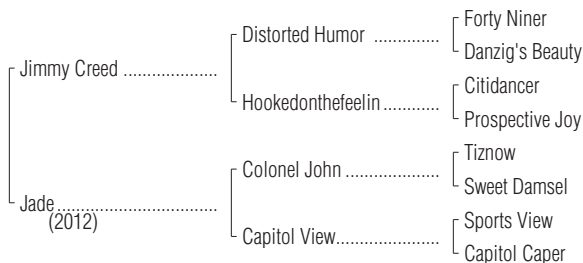 Forty Niner
Distorted Humor ..............
Danzig's Beauty
Jimmy Creed ....................
Citidancer
Hookedonthefeelin ............
Prospective Joy
Tiznow
Colonel John ....................
Sweet Damsel
Jade..................................
(2012)
Sports View
Capitol View......................
Capitol Caper